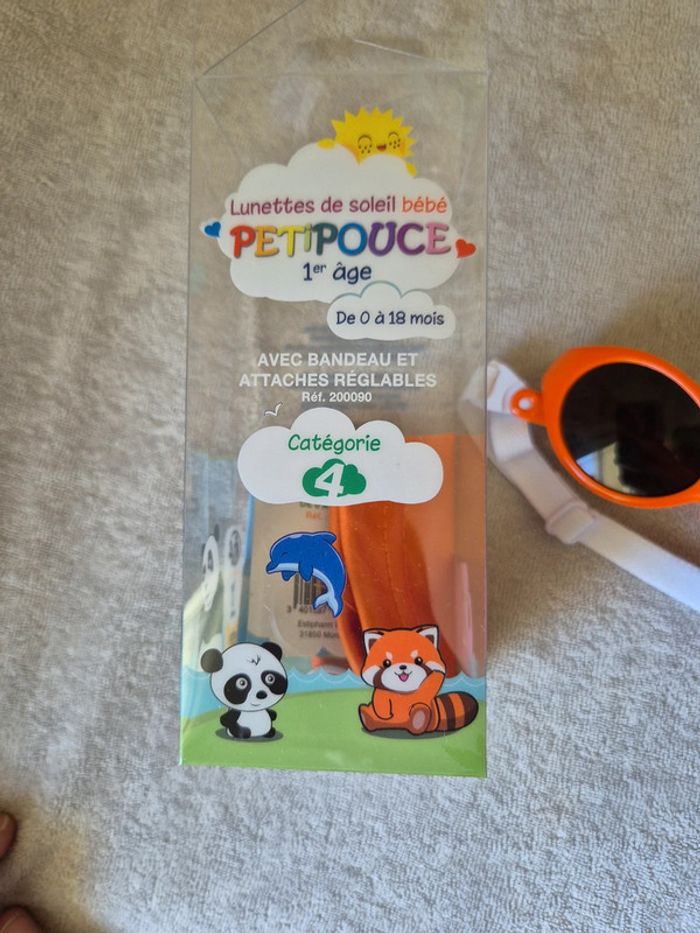 Lunettes de soleil bébé
PETiPOUCE
1er âge
De 0 à 18 mois
AVEC BANDEAU ET
ATTACHES RÉGLABLES
Réf. 200090
Catégorie
4
31850